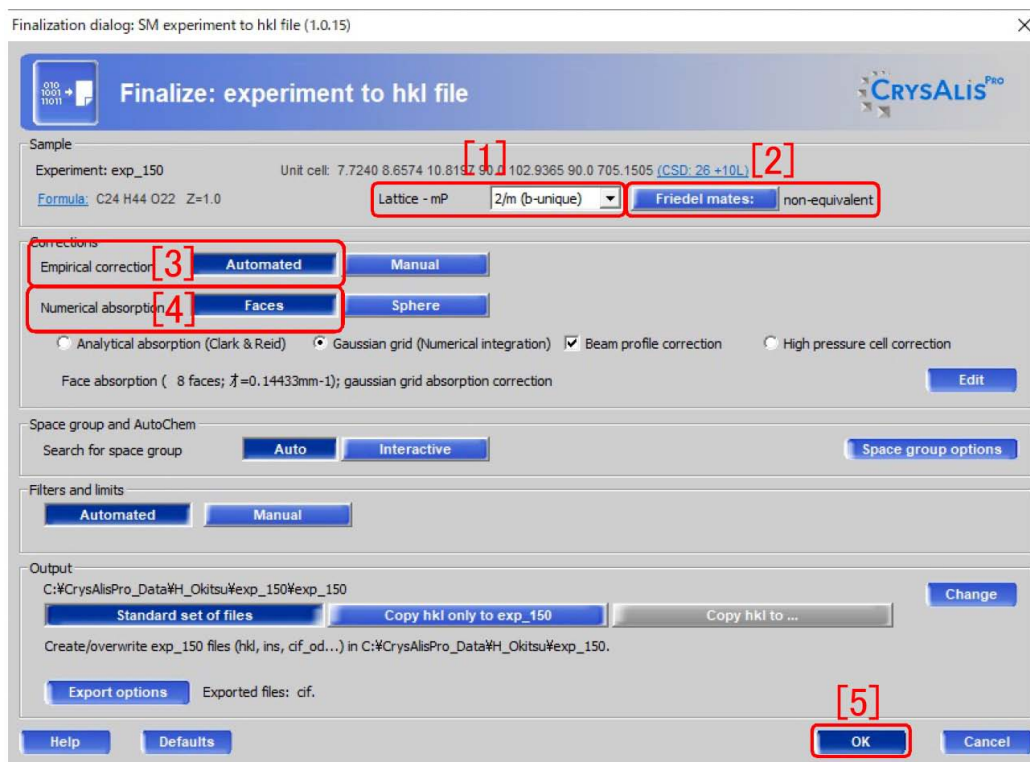 Finalization dialog: SM experiment to hkl file (1.0.15)
010
1001
11011
Finalize: experiment to hkl file
CRYSALIS PRO
Sample
[1]
[2]
Experiment: exp_150 Unit cell: 7.7240 8.6574 10.8197 90.0 102.9365 90.0 705.1505 (CSD: 26 +10L)
Formula: C24 H44 O22 Z=1.0 Lattice - mP 2/m (b-unique) Friedel mates: non-equivalent
Corrections
Empirical correction [3] Automated Manual
Numerical absorption [4] Faces Sphere
Analytical absorption (Clark & Reid) Gaussian grid (Numerical integration) Beam profile correction High pressure cell correction
Face absorption ( 8 faces; オ=0.14433mm-1); gaussian grid absorption correction Edit
Space group and AutoChem
Search for space group Auto Interactive Space group options
Filters and limits
Automated Manual
Output
C:¥CrysAlisPro_Data¥H_Okitsu¥exp_150¥exp_150 Change
Standard set of files Copy hkl only to exp_150 Copy hkl to ...
Create/overwrite exp_150 files (hkl, ins, cif_od...) in C:¥CrysAlisPro_Data¥H_Okitsu¥exp_150.
Export options Exported files: cif.
[5]
Help Defaults OK Cancel